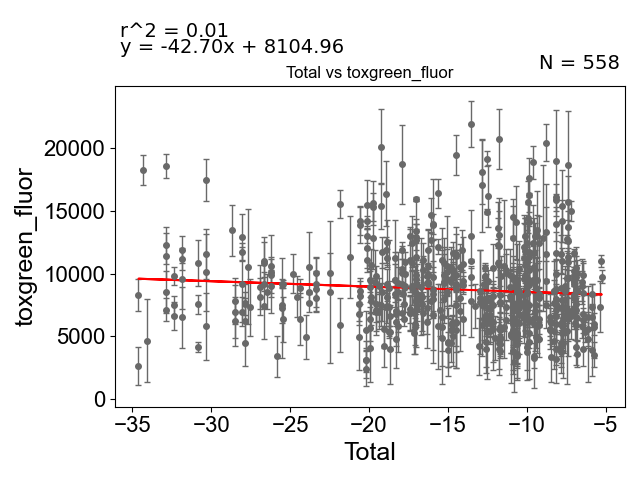 r^2 = 0.01
y = -42.70x + 8104.96
N = 558
Total vs toxgreen_fluor
toxgreen_fluor
20000
15000
10000
5000
0
−35 −30 −25 −20 −15 −10 −5
Total